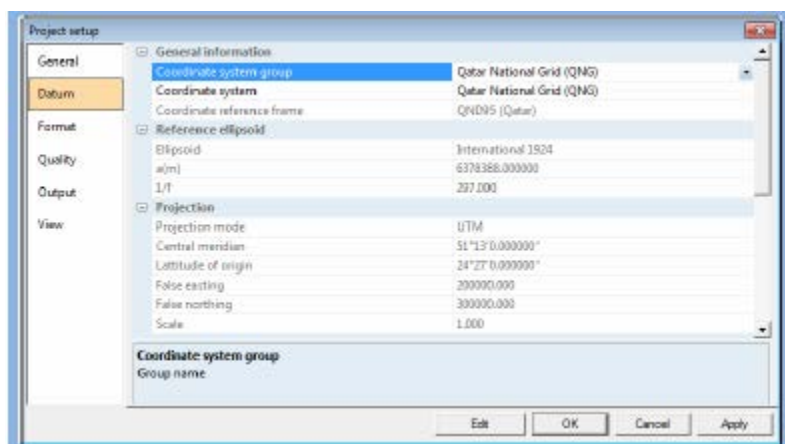 Project setup
General
Datum
Format
Quality
Output
View
General information
Coordinate system group Qatar National Grid (QNG)
Coordinate system Qatar National Grid (QNG)
Coordinate reference frame QND95 (Qatar)
Reference ellipsoid
Ellipsoid International 1924
a(m) 6378388.000000
1/f 297.000
Projection
Projection mode UTM
Central meridian 51°13'0.000000"
Lattitude of origin 24°27'0.000000"
False easting 200000.000
False northing 300000.000
Scale 1.000
Coordinate system group
Group name
Edit OK Cancel Apply